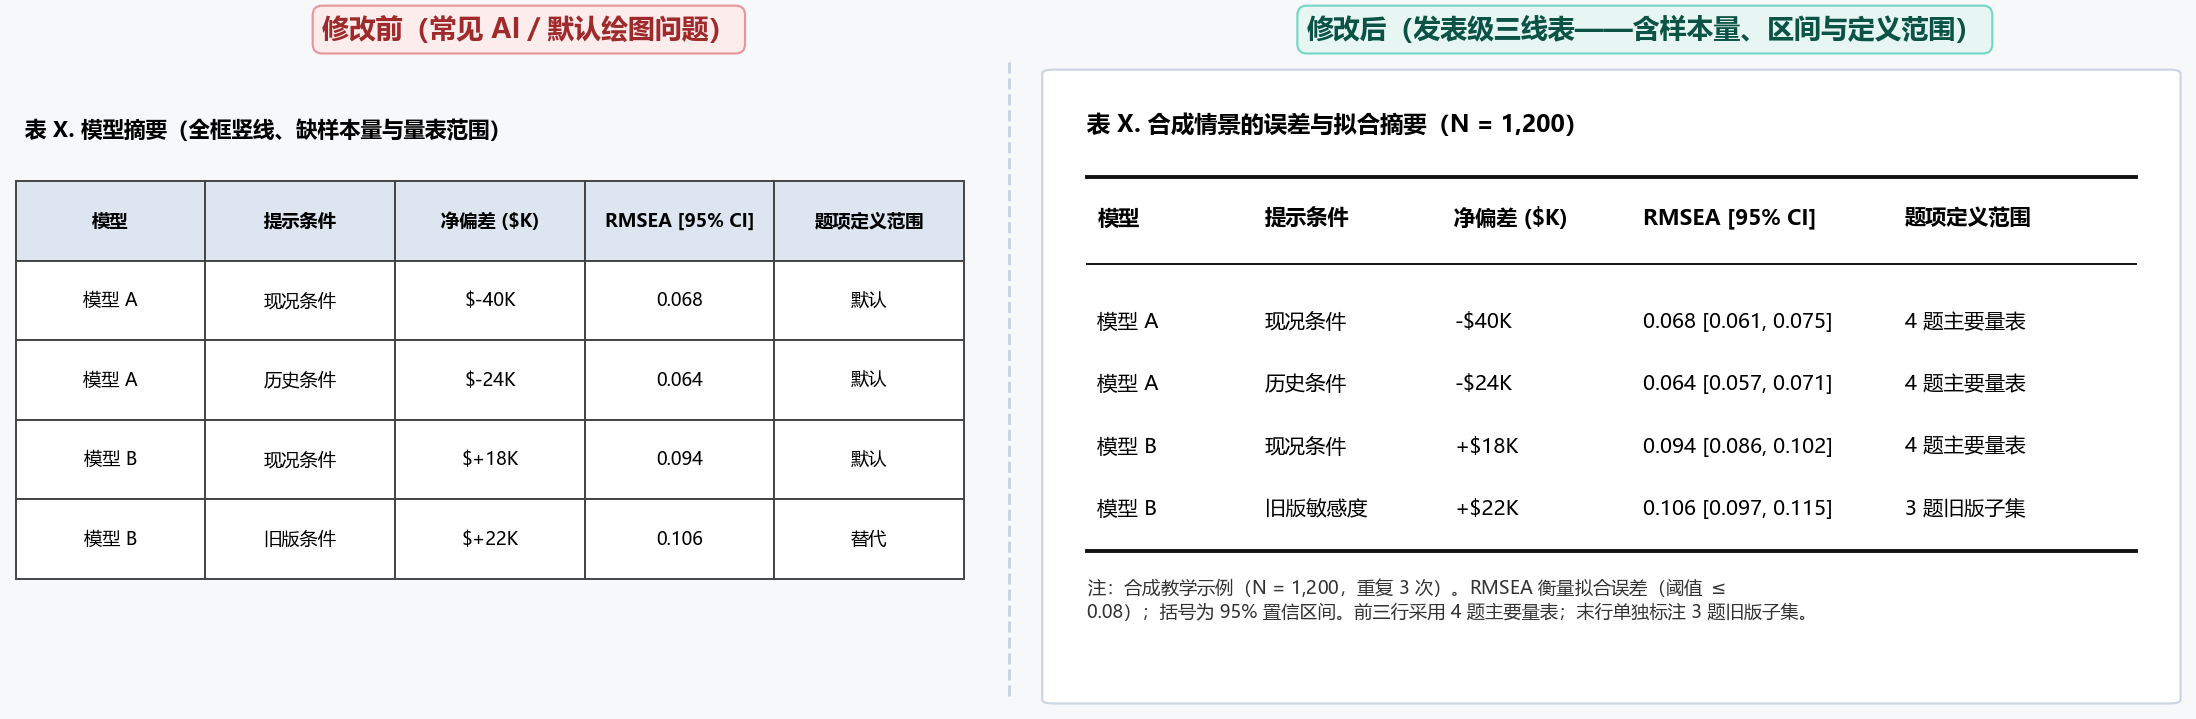 修改前（常见 AI / 默认绘图问题）
表 X. 模型摘要（全框竖线、缺样本量与量表范围）
模型 提示条件 净偏差 ($K) RMSEA [95% CI] 题项定义范围
模型 A 现况条件 $-40K 0.068 默认
模型 A 历史条件 $-24K 0.064 默认
模型 B 现况条件 $+18K 0.094 默认
模型 B 旧版条件 $+22K 0.106 替代
修改后（发表级三线表——含样本量、区间与定义范围）
表 X. 合成情景的误差与拟合摘要（N = 1,200）
模型 提示条件 净偏差 ($K) RMSEA [95% CI] 题项定义范围
模型 A 现况条件 -$40K 0.068 [0.061, 0.075] 4 题主要量表
模型 A 历史条件 -$24K 0.064 [0.057, 0.071] 4 题主要量表
模型 B 现况条件 +$18K 0.094 [0.086, 0.102] 4 题主要量表
模型 B 旧版敏感度 +$22K 0.106 [0.097, 0.115] 3 题旧版子集
注：合成教学示例（N = 1,200，重复 3 次）。RMSEA 衡量拟合误差（阈值 ≤
0.08）；括号为 95% 置信区间。前三行采用 4 题主要量表；末行单独标注 3 题旧版子集。